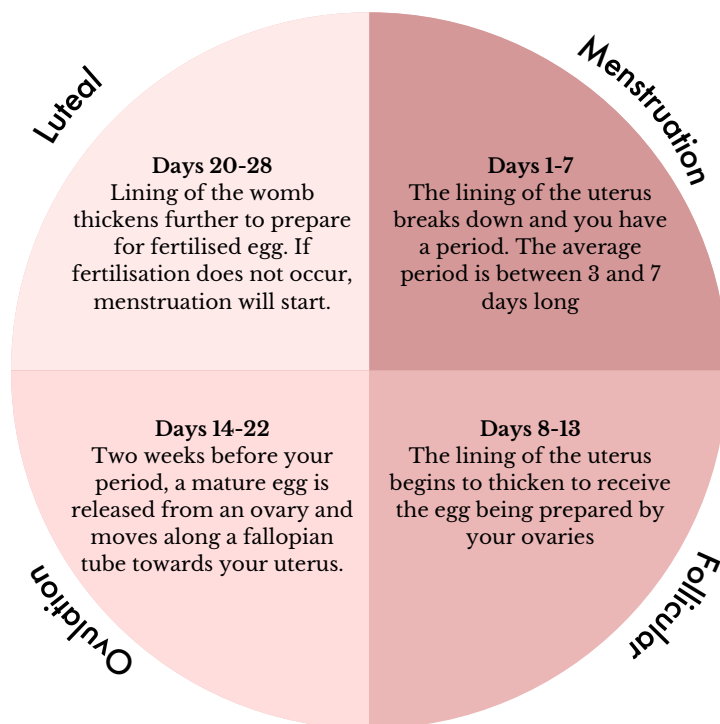 Luteal
Days 20-28
Lining of the womb
thickens further to prepare
for fertilised egg. If
fertilisation does not occur,
menstruation will start.
Menstruation
Days 1-7
The lining of the uterus
breaks down and you have
a period. The average
period is between 3 and 7
days long
Ovulation
Days 14-22
Two weeks before your
period, a mature egg is
released from an ovary and
moves along a fallopian
tube towards your uterus.
Follicular
Days 8-13
The lining of the uterus
begins to thicken to receive
the egg being prepared by
your ovaries